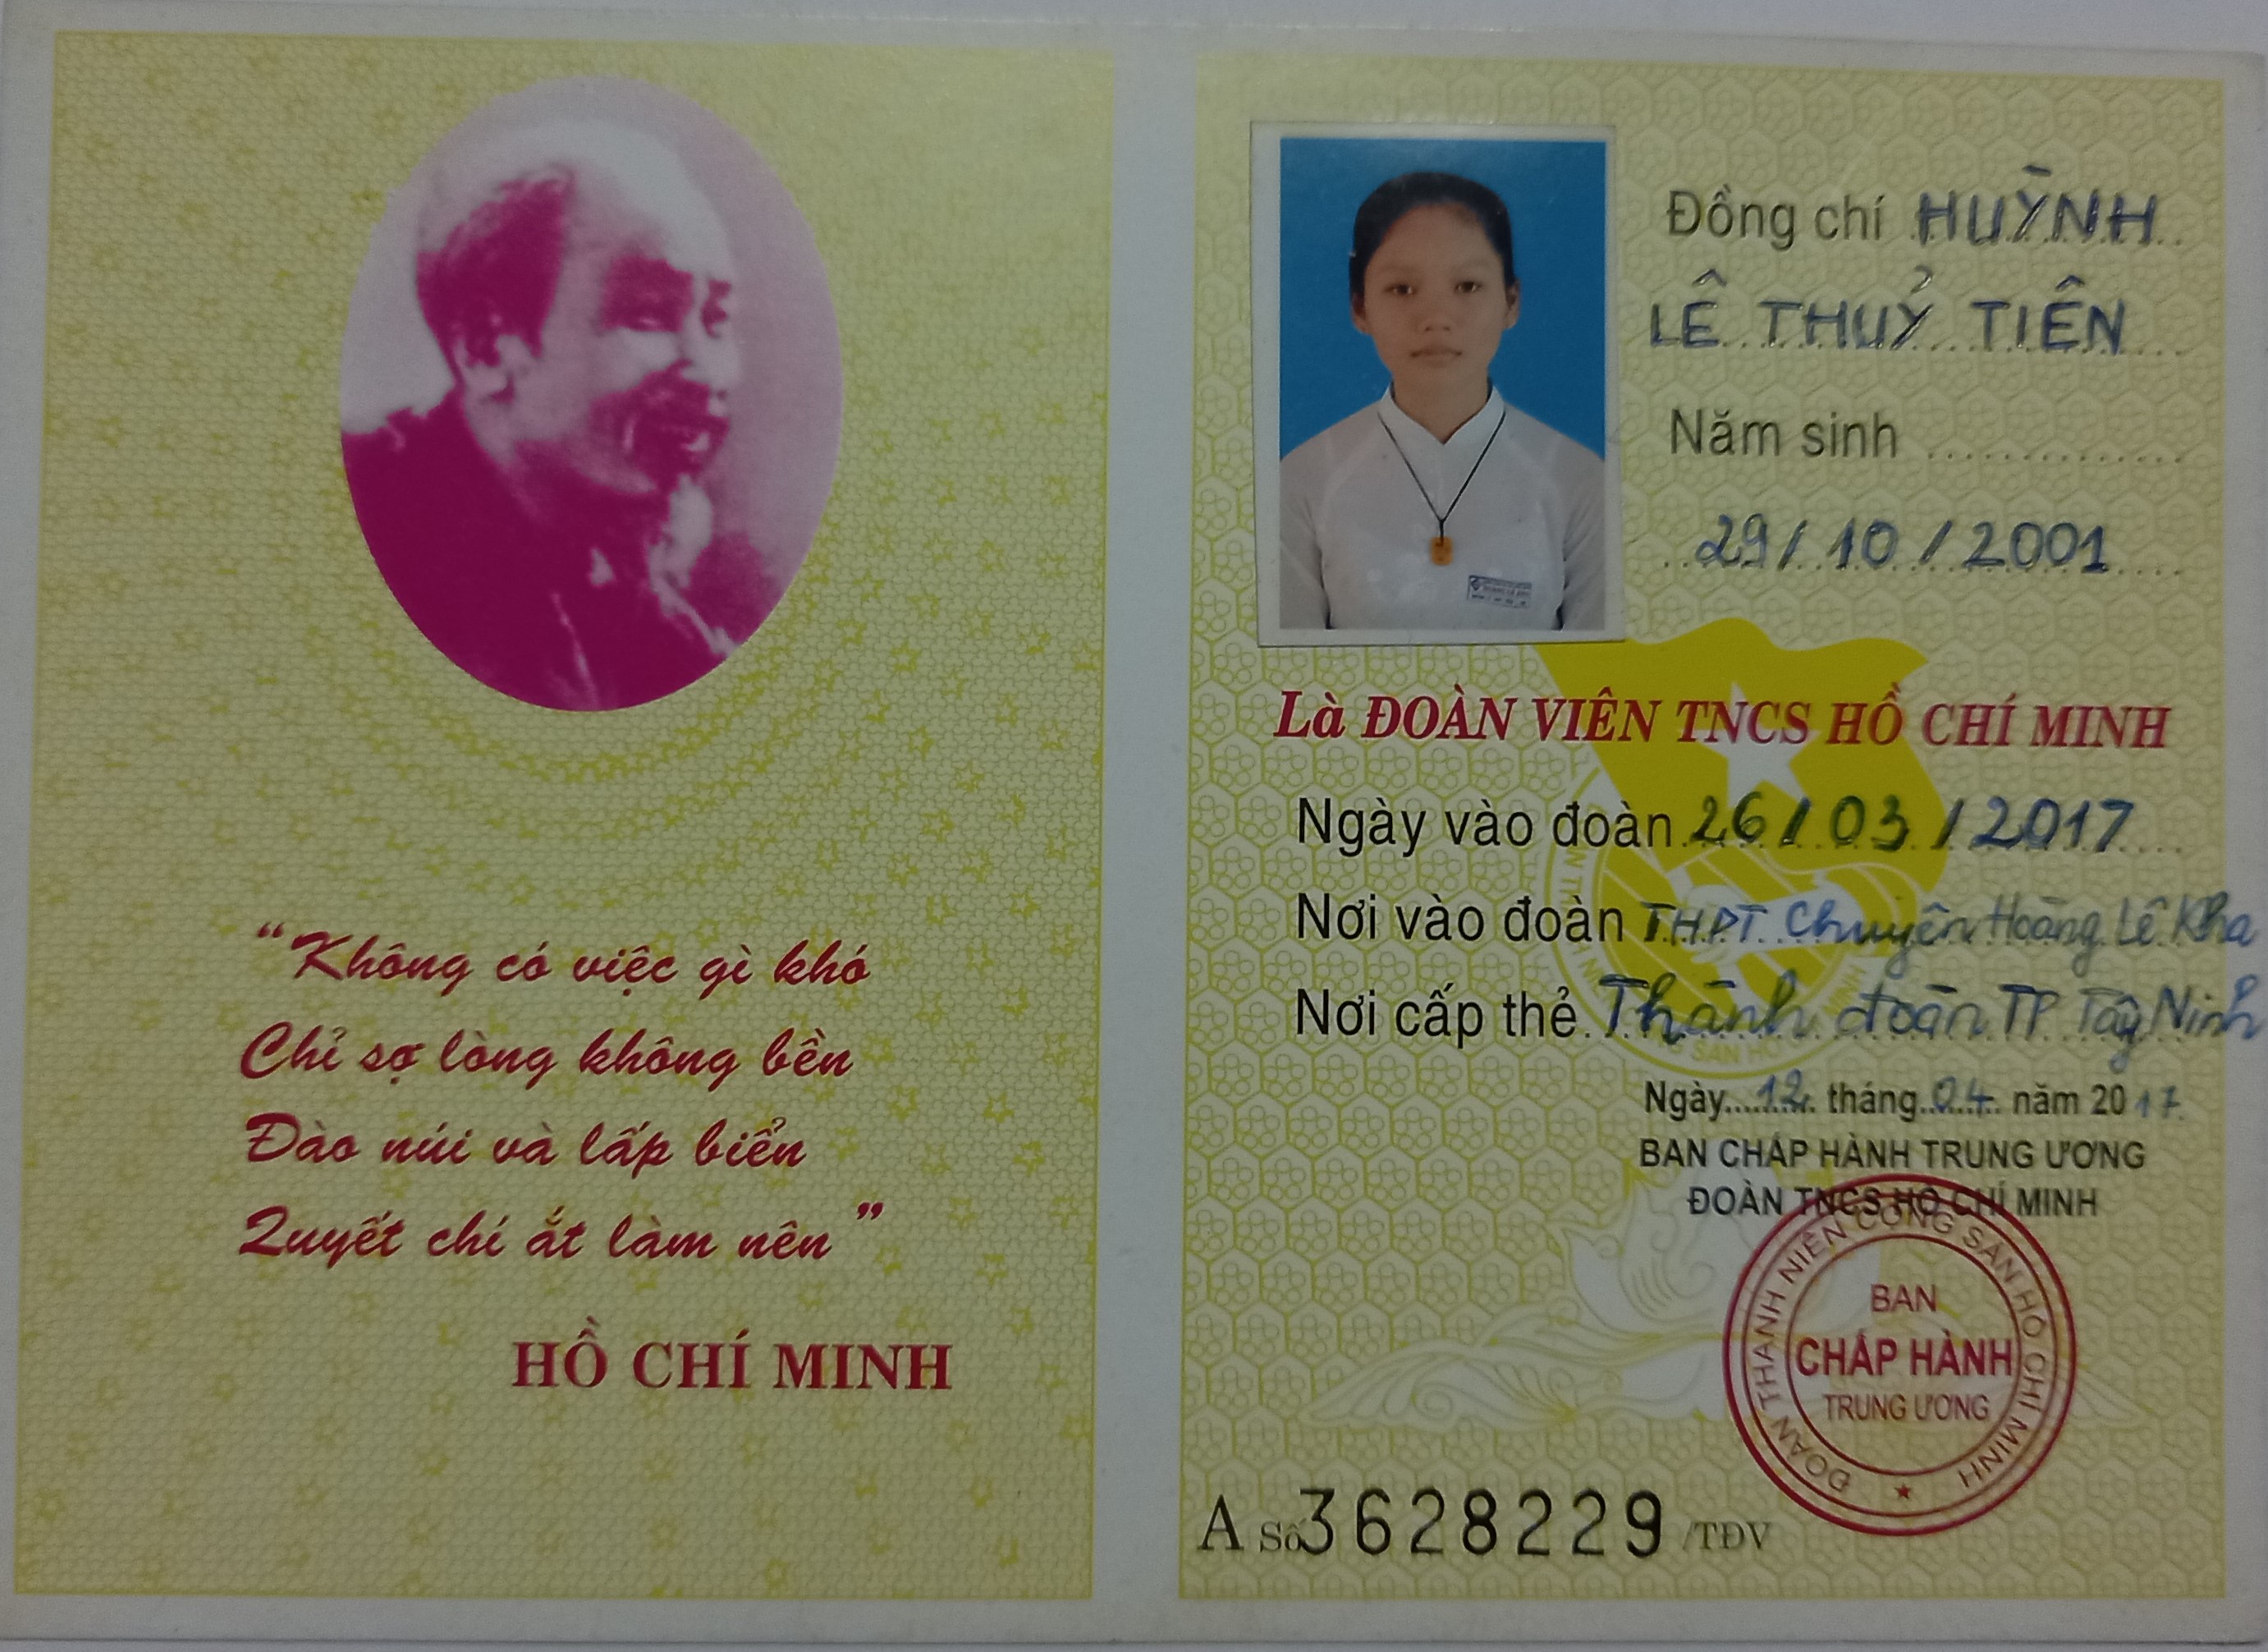 “Không có việc gì khó
Chỉ sợ lòng không bền
Đào núi và lấp biển
Quyết chí ắt làm nên”
HỒ CHÍ MINH
Đồng chí HUỲNH
LÊ THUỶ TIÊN
Năm sinh
29/10/2001
Là ĐOÀN VIÊN TNCS HỒ CHÍ MINH
Ngày vào đoàn 26/03/2017
Nơi vào đoàn THPT Chuyên Hoàng Lê Kha
Nơi cấp thẻ Thành đoàn TP Tây Ninh
Ngày 12 tháng 04 năm 2017
BAN CHẤP HÀNH TRUNG ƯƠNG
ĐOÀN TNCS HỒ CHÍ MINH
ĐOÀN THANH NIÊN CỘNG SẢN HỒ CHÍ MINH
BAN
CHẤP HÀNH
TRUNG ƯƠNG
A Số 3628229 /TĐV